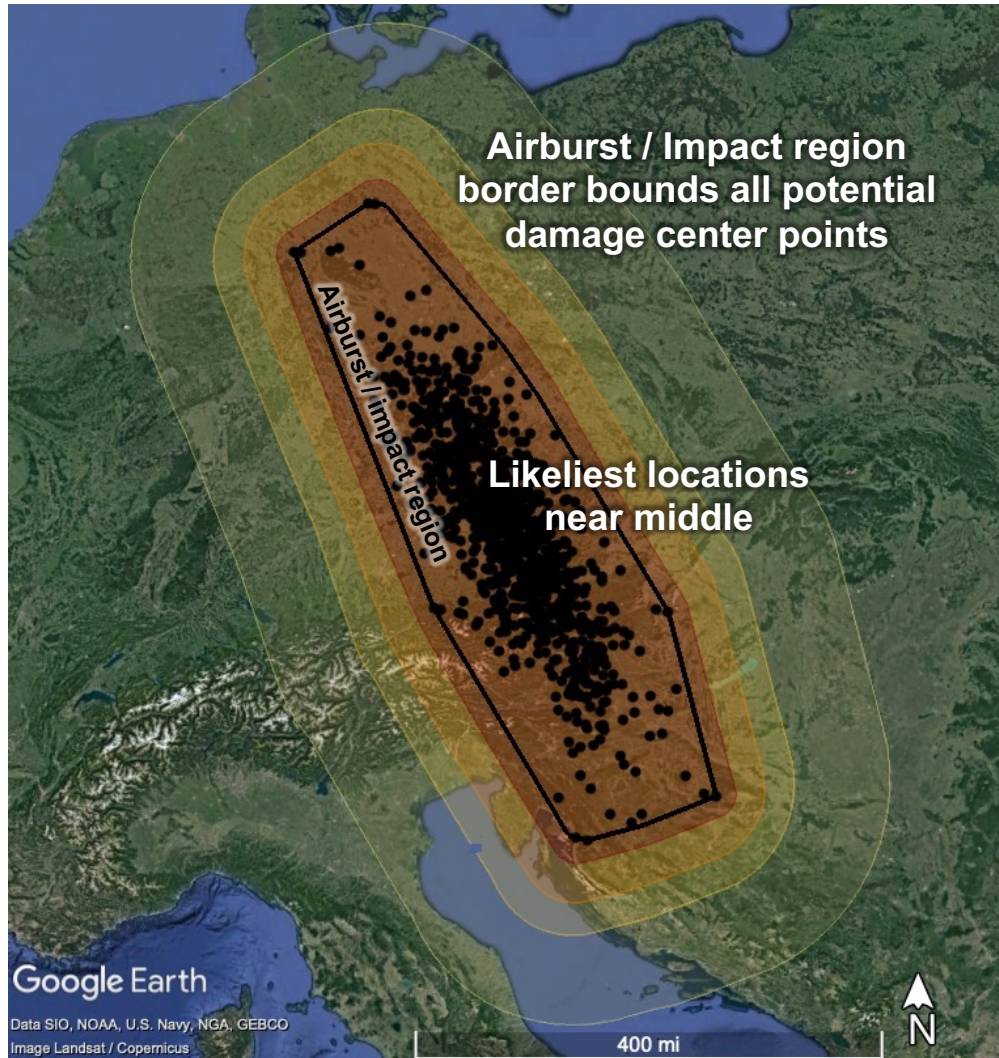 Airburst / Impact region
border bounds all potential
damage center points
Airburst / impact region
Likeliest locations
near middle
Google Earth
Data SIO, NOAA, U.S. Navy, NGA, GEBCO
Image Landsat / Copernicus
400 mi
N